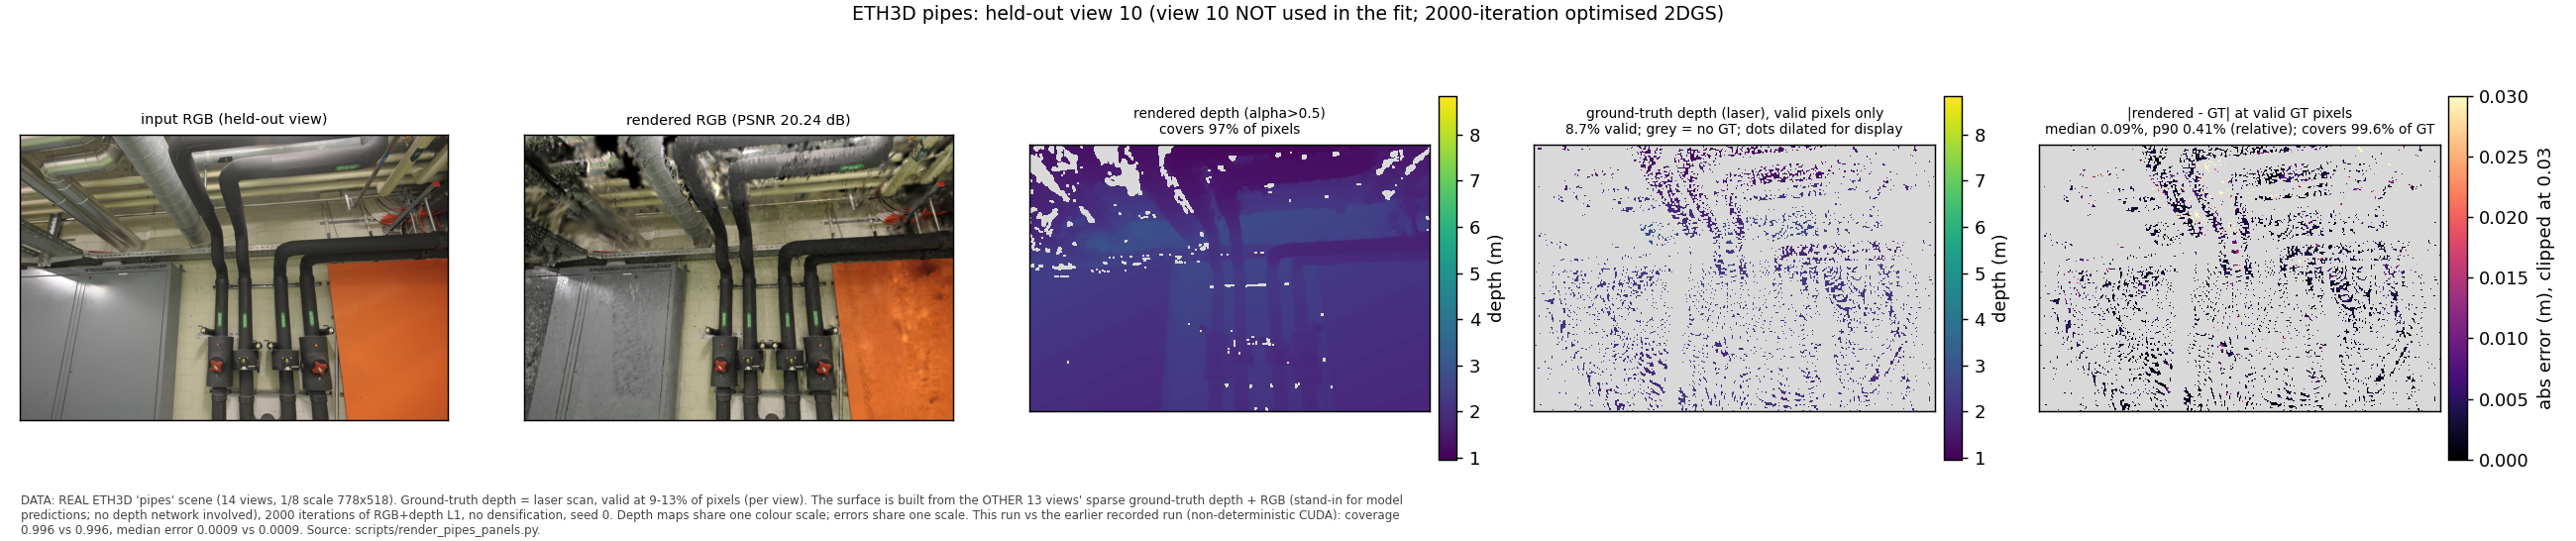 ETH3D pipes: held-out view 10 (view 10 NOT used in the fit; 2000-iteration optimised 2DGS)
input RGB (held-out view)
rendered RGB (PSNR 20.24 dB)
rendered depth (alpha>0.5)
covers 97% of pixels
8
7
6
5
4
3
2
1
depth (m)
ground-truth depth (laser), valid pixels only
8.7% valid; grey = no GT; dots dilated for display
8
7
6
5
4
3
2
1
depth (m)
|rendered - GT| at valid GT pixels
median 0.09%, p90 0.41% (relative); covers 99.6% of GT
0.030
0.025
0.020
0.015
0.010
0.005
0.000
abs error (m), clipped at 0.03
DATA: REAL ETH3D 'pipes' scene (14 views, 1/8 scale 778x518). Ground-truth depth = laser scan, valid at 9-13% of pixels (per view). The surface is built from the OTHER 13 views' sparse ground-truth depth + RGB (stand-in for model
predictions; no depth network involved), 2000 iterations of RGB+depth L1, no densification, seed 0. Depth maps share one colour scale; errors share one scale. This run vs the earlier recorded run (non-deterministic CUDA): coverage
0.996 vs 0.996, median error 0.0009 vs 0.0009. Source: scripts/render_pipes_panels.py.